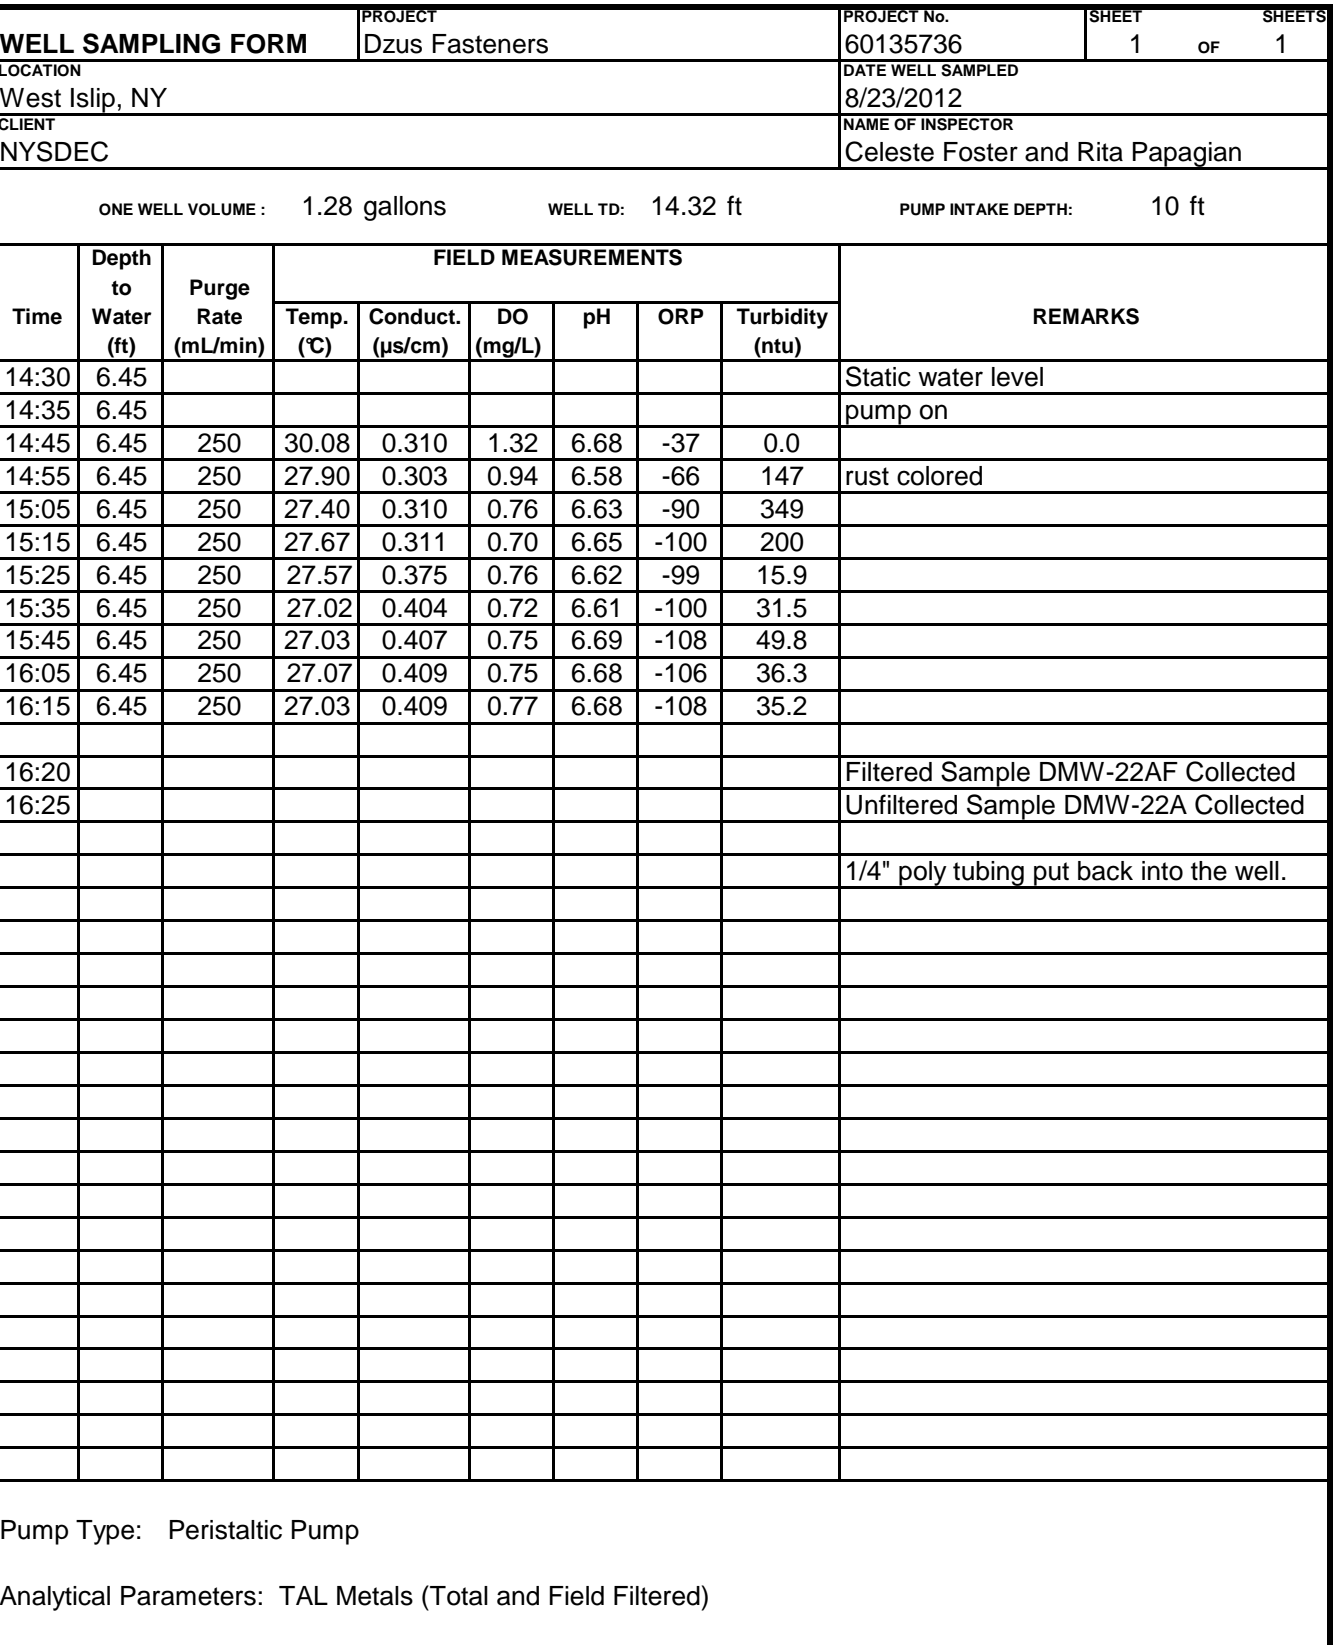 PROJECT PROJECT No. SHEET SHEETS
WELL SAMPLING FORM Dzus Fasteners 60135736 1 OF 1
LOCATION DATE WELL SAMPLED
West Islip, NY 8/23/2012
CLIENT NAME OF INSPECTOR
NYSDEC Celeste Foster and Rita Papagian
ONE WELL VOLUME : 1.28 gallons WELL TD: 14.32 ft PUMP INTAKE DEPTH: 10 ft
Depth FIELD MEASUREMENTS
to Purge
Time Water Rate Temp. Conduct. DO pH ORP Turbidity REMARKS
(ft) (mL/min) (°C) (µs/cm) (mg/L) (ntu)
14:30 6.45 Static water level
14:35 6.45 pump on
14:45 6.45 250 30.08 0.310 1.32 6.68 -37 0.0
14:55 6.45 250 27.90 0.303 0.94 6.58 -66 147 rust colored
15:05 6.45 250 27.40 0.310 0.76 6.63 -90 349
15:15 6.45 250 27.67 0.311 0.70 6.65 -100 200
15:25 6.45 250 27.57 0.375 0.76 6.62 -99 15.9
15:35 6.45 250 27.02 0.404 0.72 6.61 -100 31.5
15:45 6.45 250 27.03 0.407 0.75 6.69 -108 49.8
16:05 6.45 250 27.07 0.409 0.75 6.68 -106 36.3
16:15 6.45 250 27.03 0.409 0.77 6.68 -108 35.2
16:20 Filtered Sample DMW-22AF Collected
16:25 Unfiltered Sample DMW-22A Collected
1/4" poly tubing put back into the well.
Pump Type: Peristaltic Pump
Analytical Parameters: TAL Metals (Total and Field Filtered)